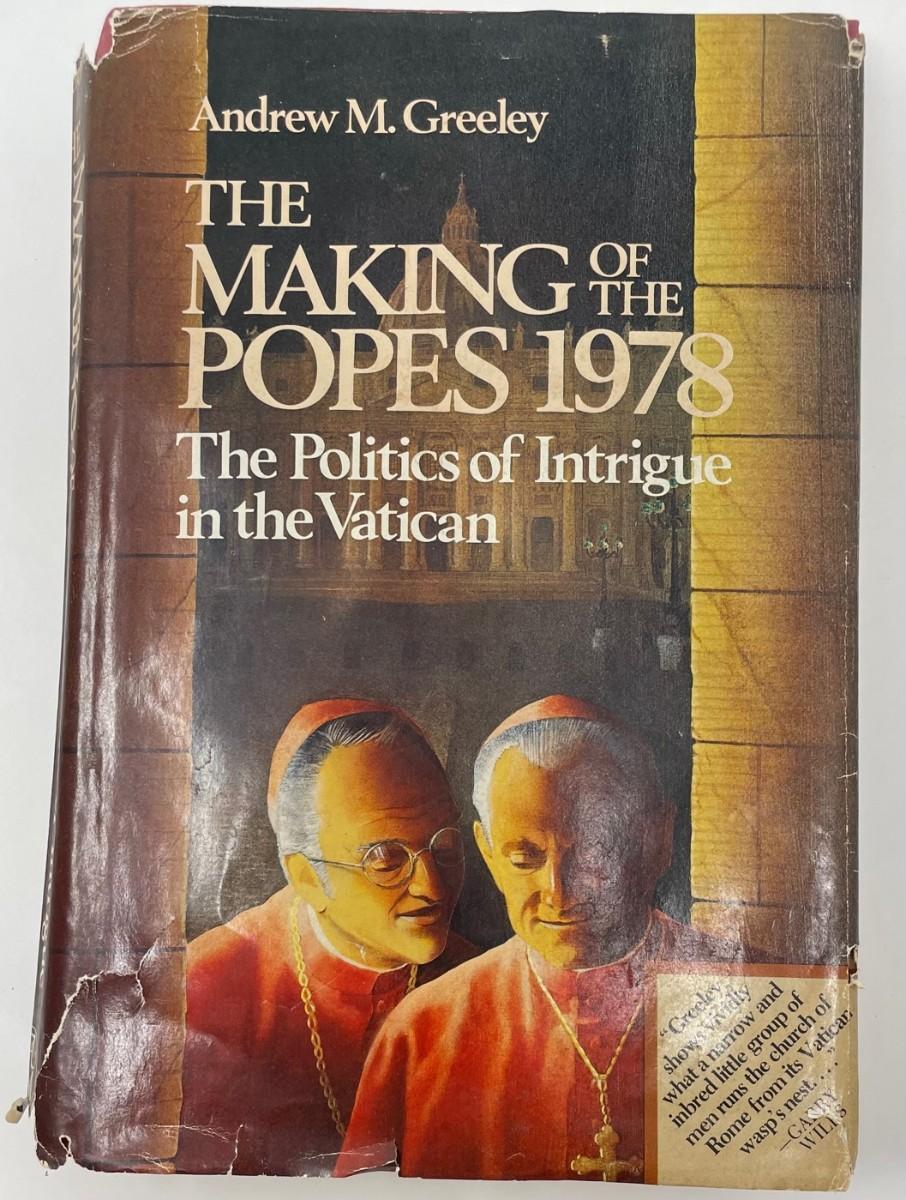 Andrew M. Greeley
THE
MAKING OF THE
POPES 1978
The Politics of Intrigue
in the Vatican
"Greeley
shows vividly
what a narrow and
inbred little group of
men runs the church of
Rome from its Vatican
wasp's nest. . . ."
—GARRY
WILLS